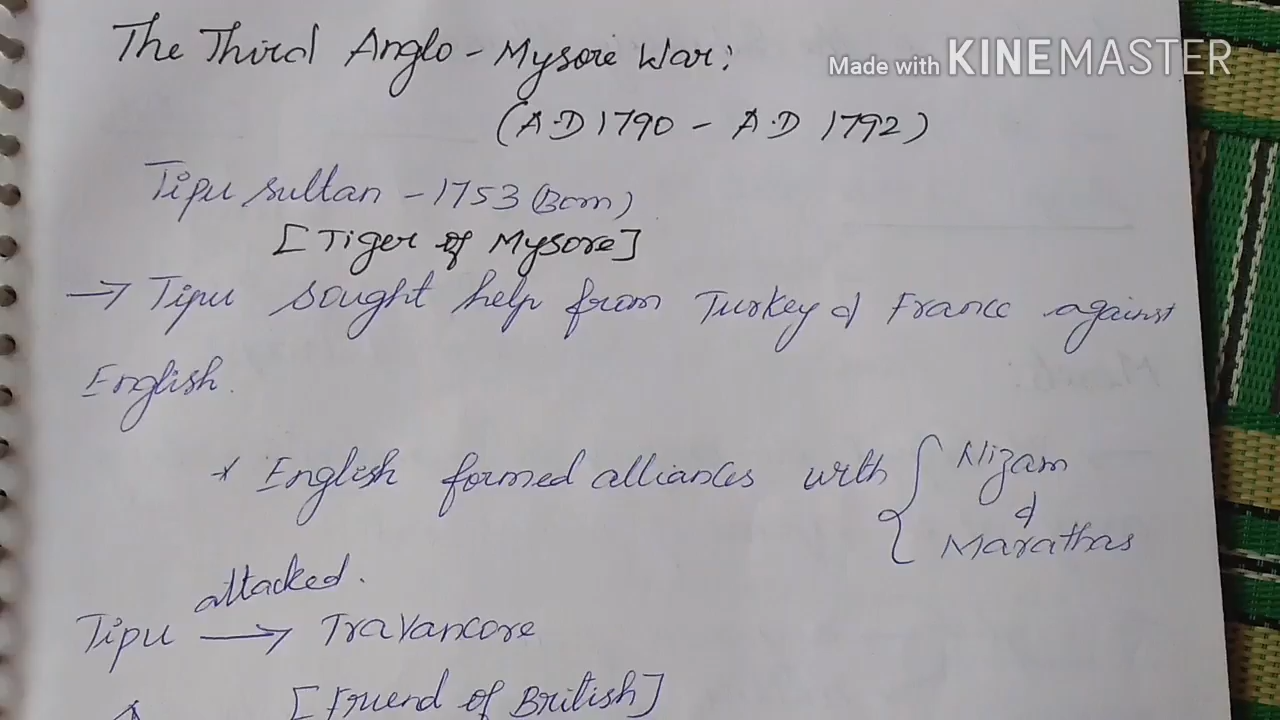 The Third Anglo - Mysore War:
Made with KINEMASTER
(A.D 1790 - A.D 1792)
Tipu Sultan - 1753 (Born)
[Tiger of Mysore]
→ Tipu sought help from Turkey & France against
English.
* English formed alliances with { Nizam
&
Marathas
attacked.
Tipu → Travancore
[Friend of British]